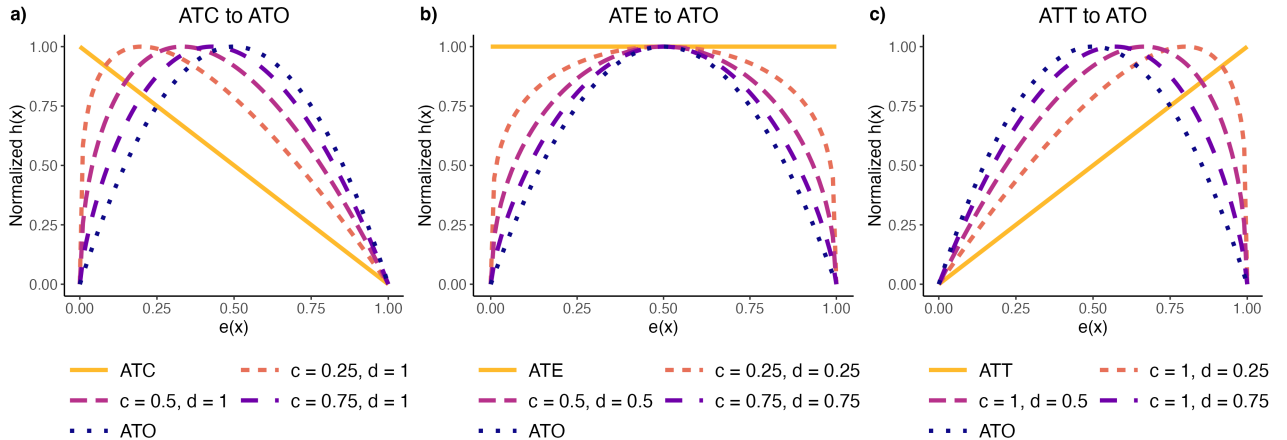 a) ATC to ATO
Normalized h(x)
1.00
0.75
0.50
0.25
0.00
0.00 0.25 0.50 0.75 1.00
e(x)
ATC c = 0.25, d = 1
c = 0.5, d = 1 c = 0.75, d = 1
ATO
b) ATE to ATO
Normalized h(x)
1.00
0.75
0.50
0.25
0.00
0.00 0.25 0.50 0.75 1.00
e(x)
ATE c = 0.25, d = 0.25
c = 0.5, d = 0.5 c = 0.75, d = 0.75
ATO
c) ATT to ATO
Normalized h(x)
1.00
0.75
0.50
0.25
0.00
0.00 0.25 0.50 0.75 1.00
e(x)
ATT c = 1, d = 0.25
c = 1, d = 0.5 c = 1, d = 0.75
ATO